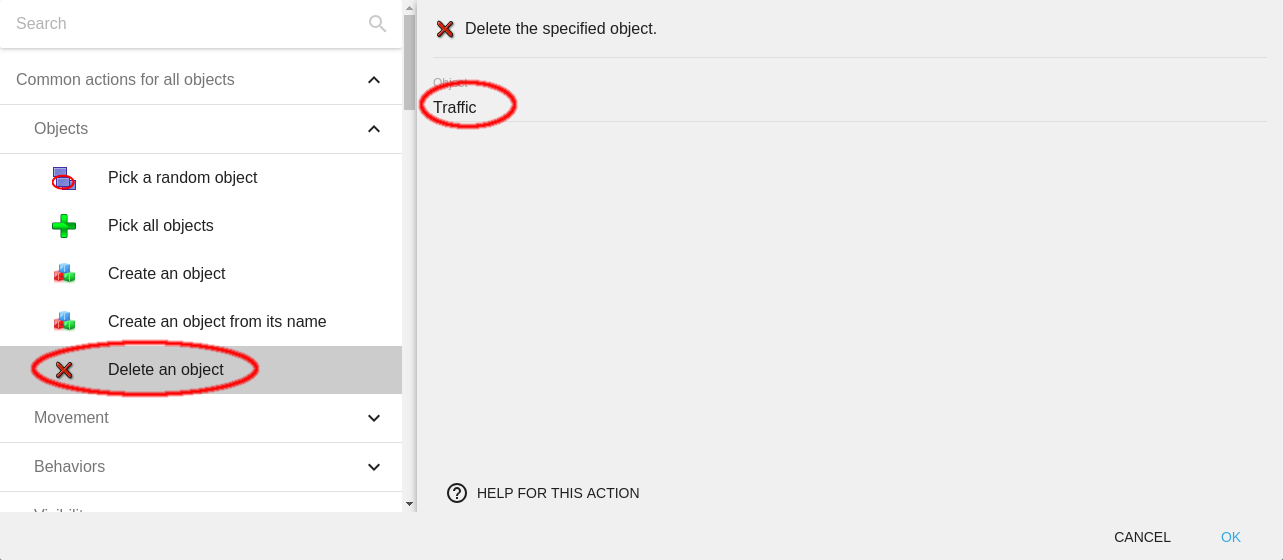 Search
Common actions for all objects
Objects
Pick a random object
Pick all objects
Create an object
Create an object from its name
Delete an object
Movement
Behaviors
Delete the specified object.
Object
Traffic
HELP FOR THIS ACTION
CANCEL
OK